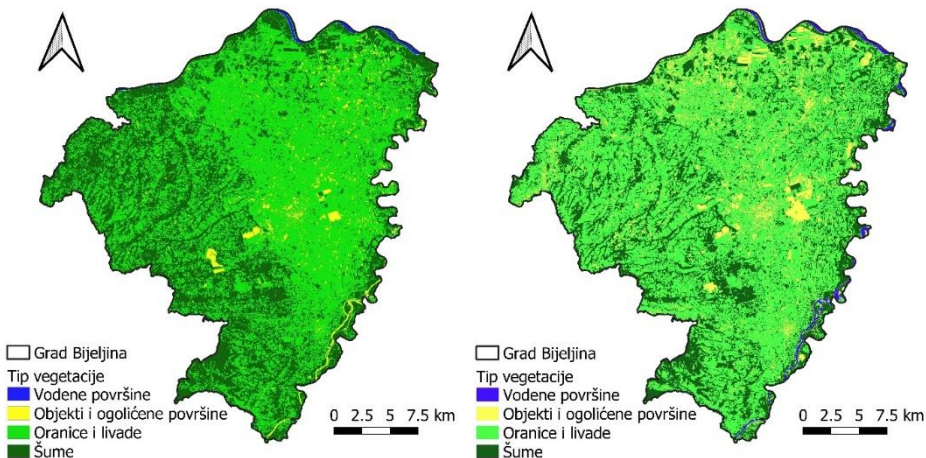 Grad Bijeljina
Tip vegetacije
Vodene površine
Objekti i ogolićene površine
Oranice i livade
Šume
0 2.5 5 7.5 km
Grad Bijeljina
Tip vegetacije
Vodene površine
Objekti i ogolićene površine
Oranice i livade
Šume
0 2.5 5 7.5 km